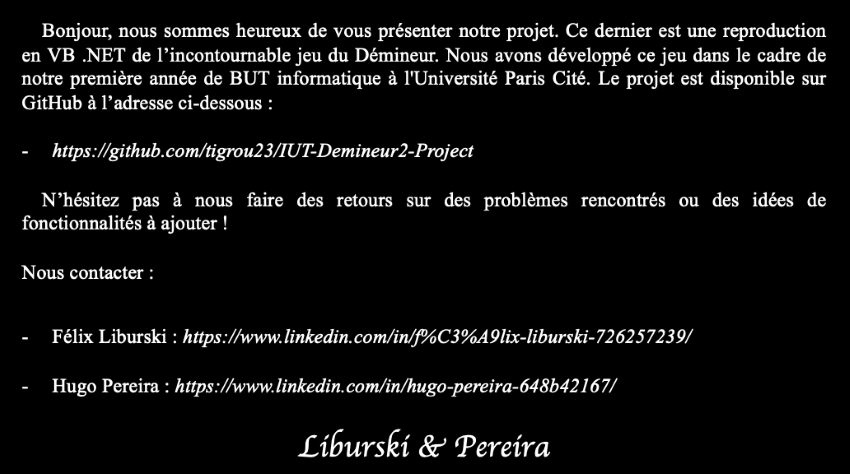 Bonjour, nous sommes heureux de vous présenter notre projet. Ce dernier est une reproduction
en VB .NET de l’incontournable jeu du Démineur. Nous avons développé ce jeu dans le cadre de
notre première année de BUT informatique à l'Université Paris Cité. Le projet est disponible sur
GitHub à l’adresse ci-dessous :
- https://github.com/tigrou23/IUT-Demineur2-Project
N’hésitez pas à nous faire des retours sur des problèmes rencontrés ou des idées de
fonctionnalités à ajouter !
Nous contacter :
- Félix Liburski : https://www.linkedin.com/in/f%C3%A9lix-liburski-726257239/
- Hugo Pereira : https://www.linkedin.com/in/hugo-pereira-648b42167/
Liburski & Pereira